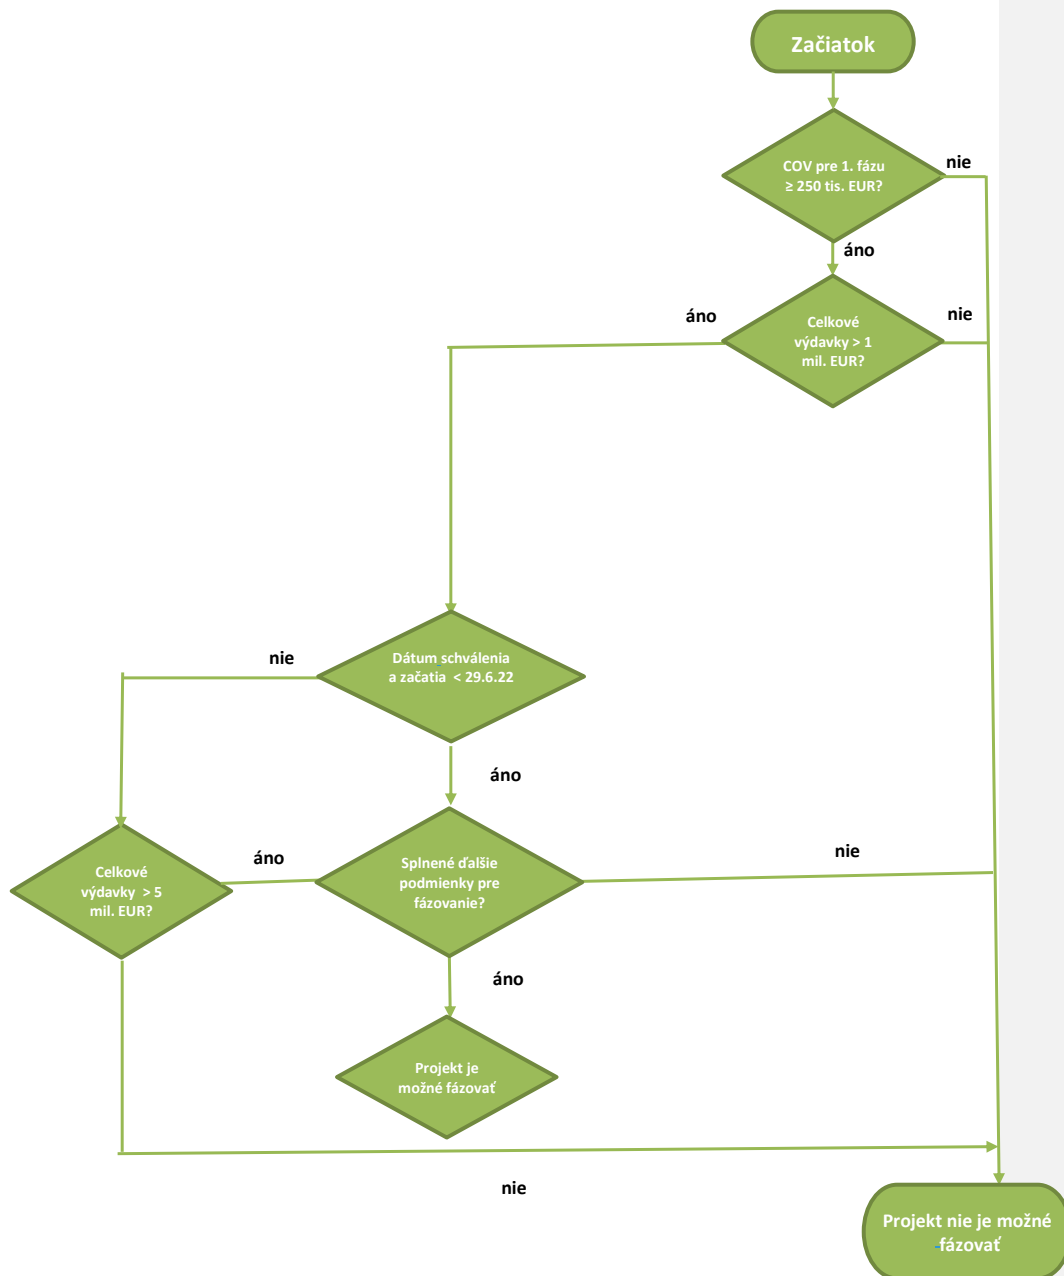 Začiatok
COV pre 1. fázu
≥ 250 tis. EUR?
nie
áno
Celkové
výdavky > 1
mil. EUR?
áno
nie
Dátum schválenia
a začatia < 29.6.22
nie
áno
Celkové
výdavky > 5
mil. EUR?
áno
Splnené ďalšie
podmienky pre
fázovanie?
nie
áno
Projekt je
možné fázovať
nie
Projekt nie je možné
-fázovať